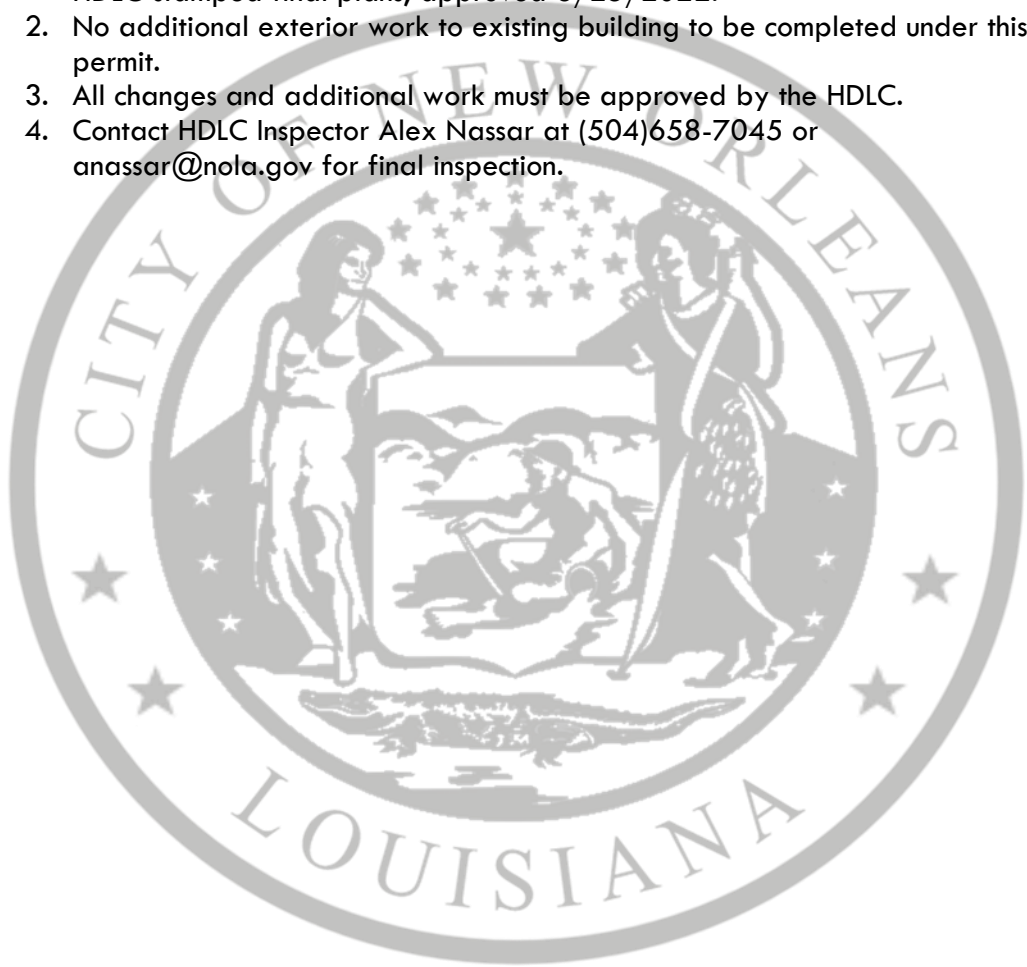 2. No additional exterior work to existing building to be completed under this
permit.
3. All changes and additional work must be approved by the HDLC.
4. Contact HDLC Inspector Alex Nassar at (504)658-7045 or
anassar@nola.gov for final inspection.
CITY OF NEW ORLEANS
LOUISIANA